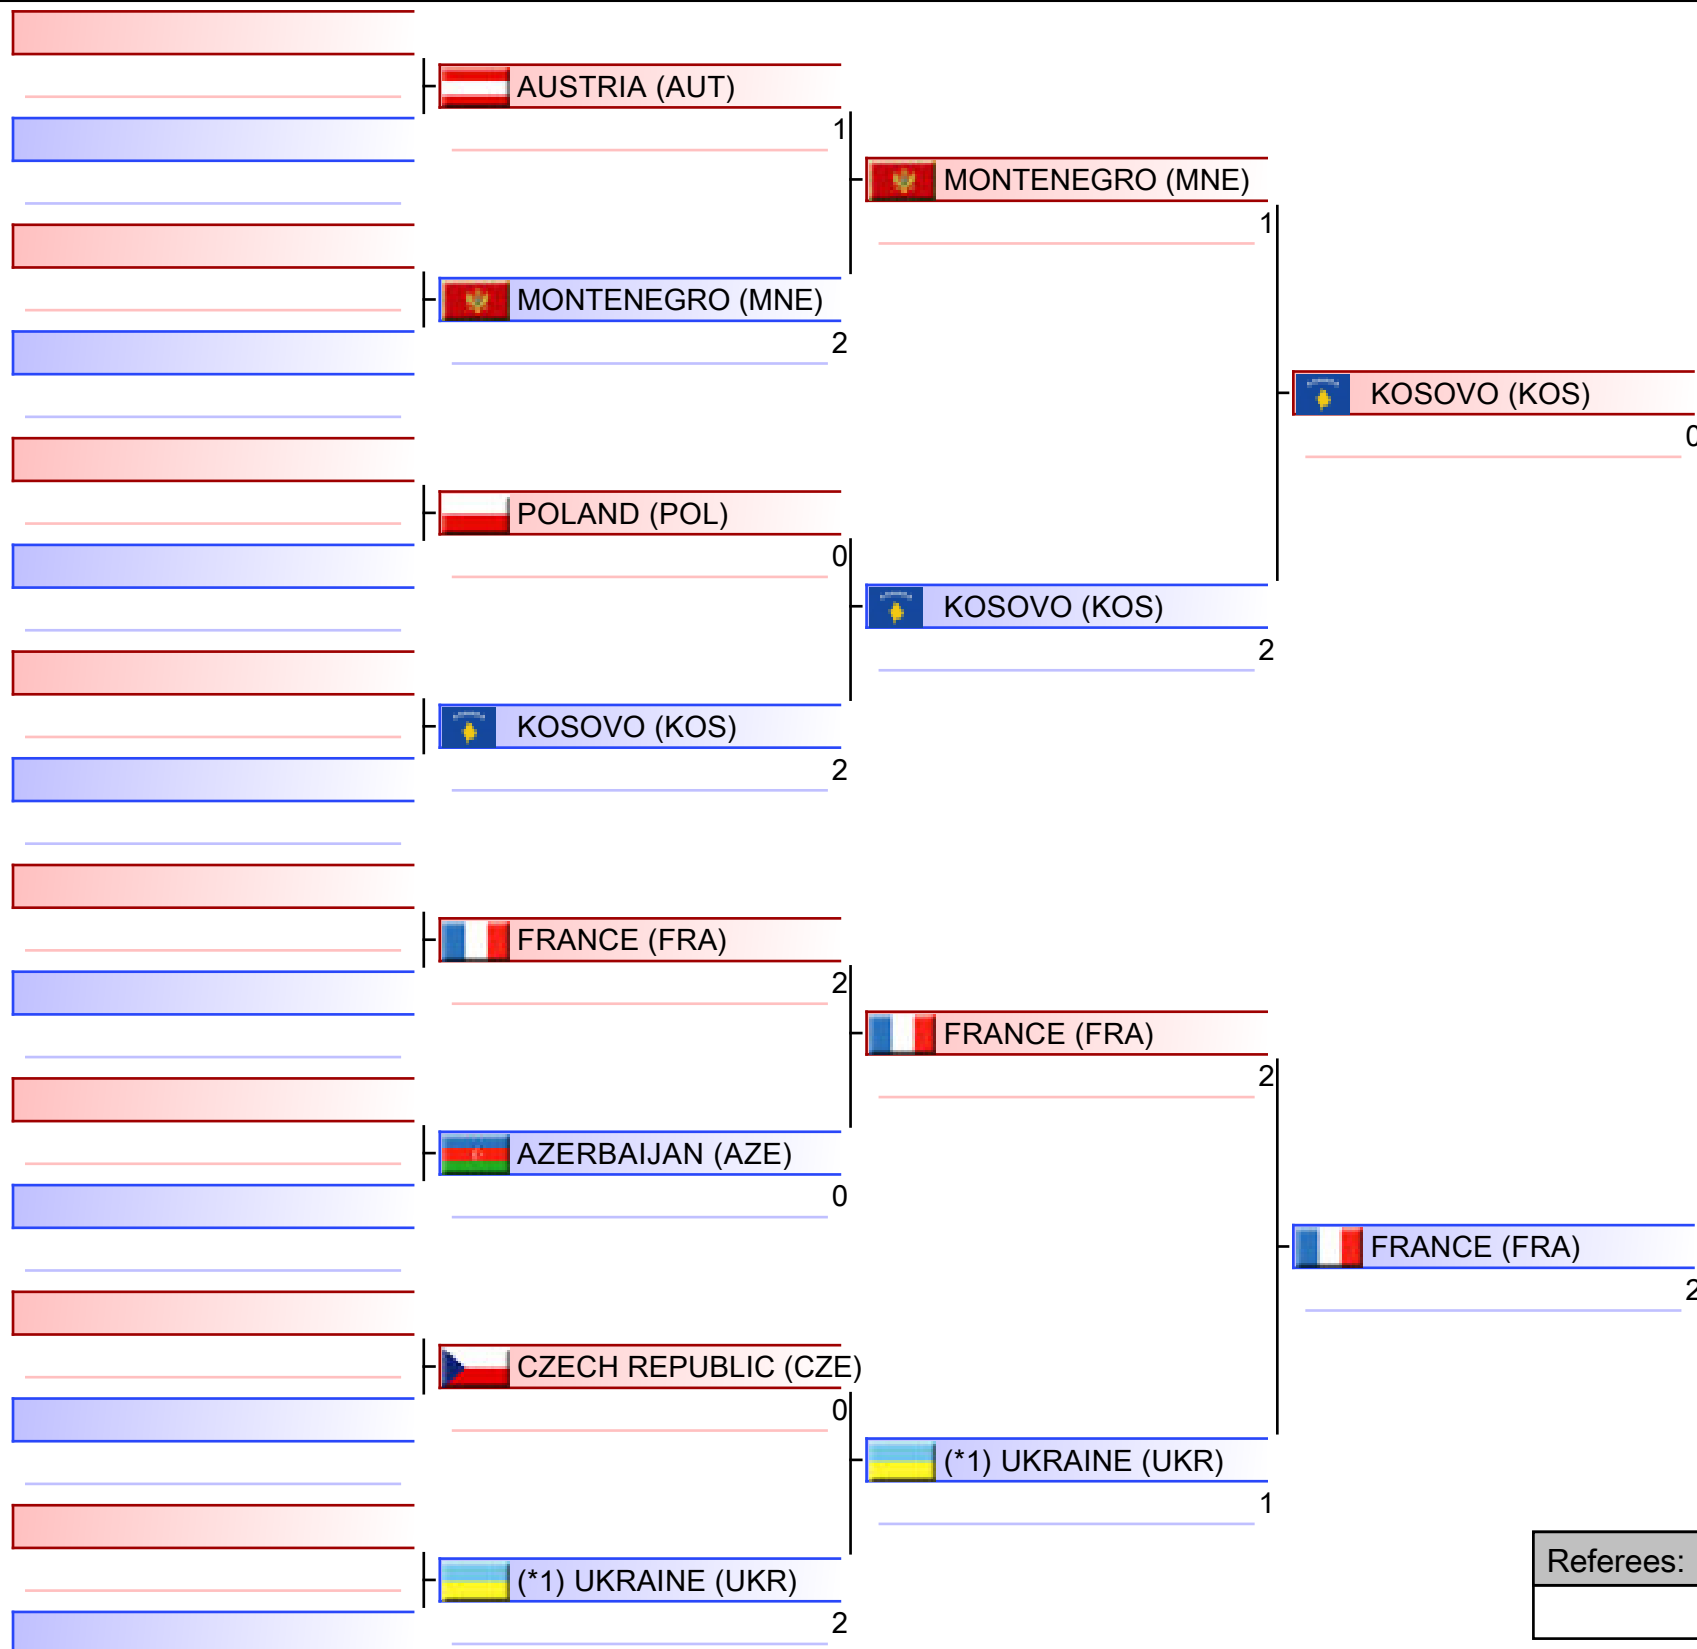 AUSTRIA (AUT)
1
MONTENEGRO (MNE)
2
POLAND (POL)
0
KOSOVO (KOS)
2
FRANCE (FRA)
2
AZERBAIJAN (AZE)
0
CZECH REPUBLIC (CZE)
0
(*1) UKRAINE (UKR)
2
MONTENEGRO (MNE)
1
KOSOVO (KOS)
2
FRANCE (FRA)
2
(*1) UKRAINE (UKR)
1
KOSOVO (KOS)
0
FRANCE (FRA)
2
Referees: